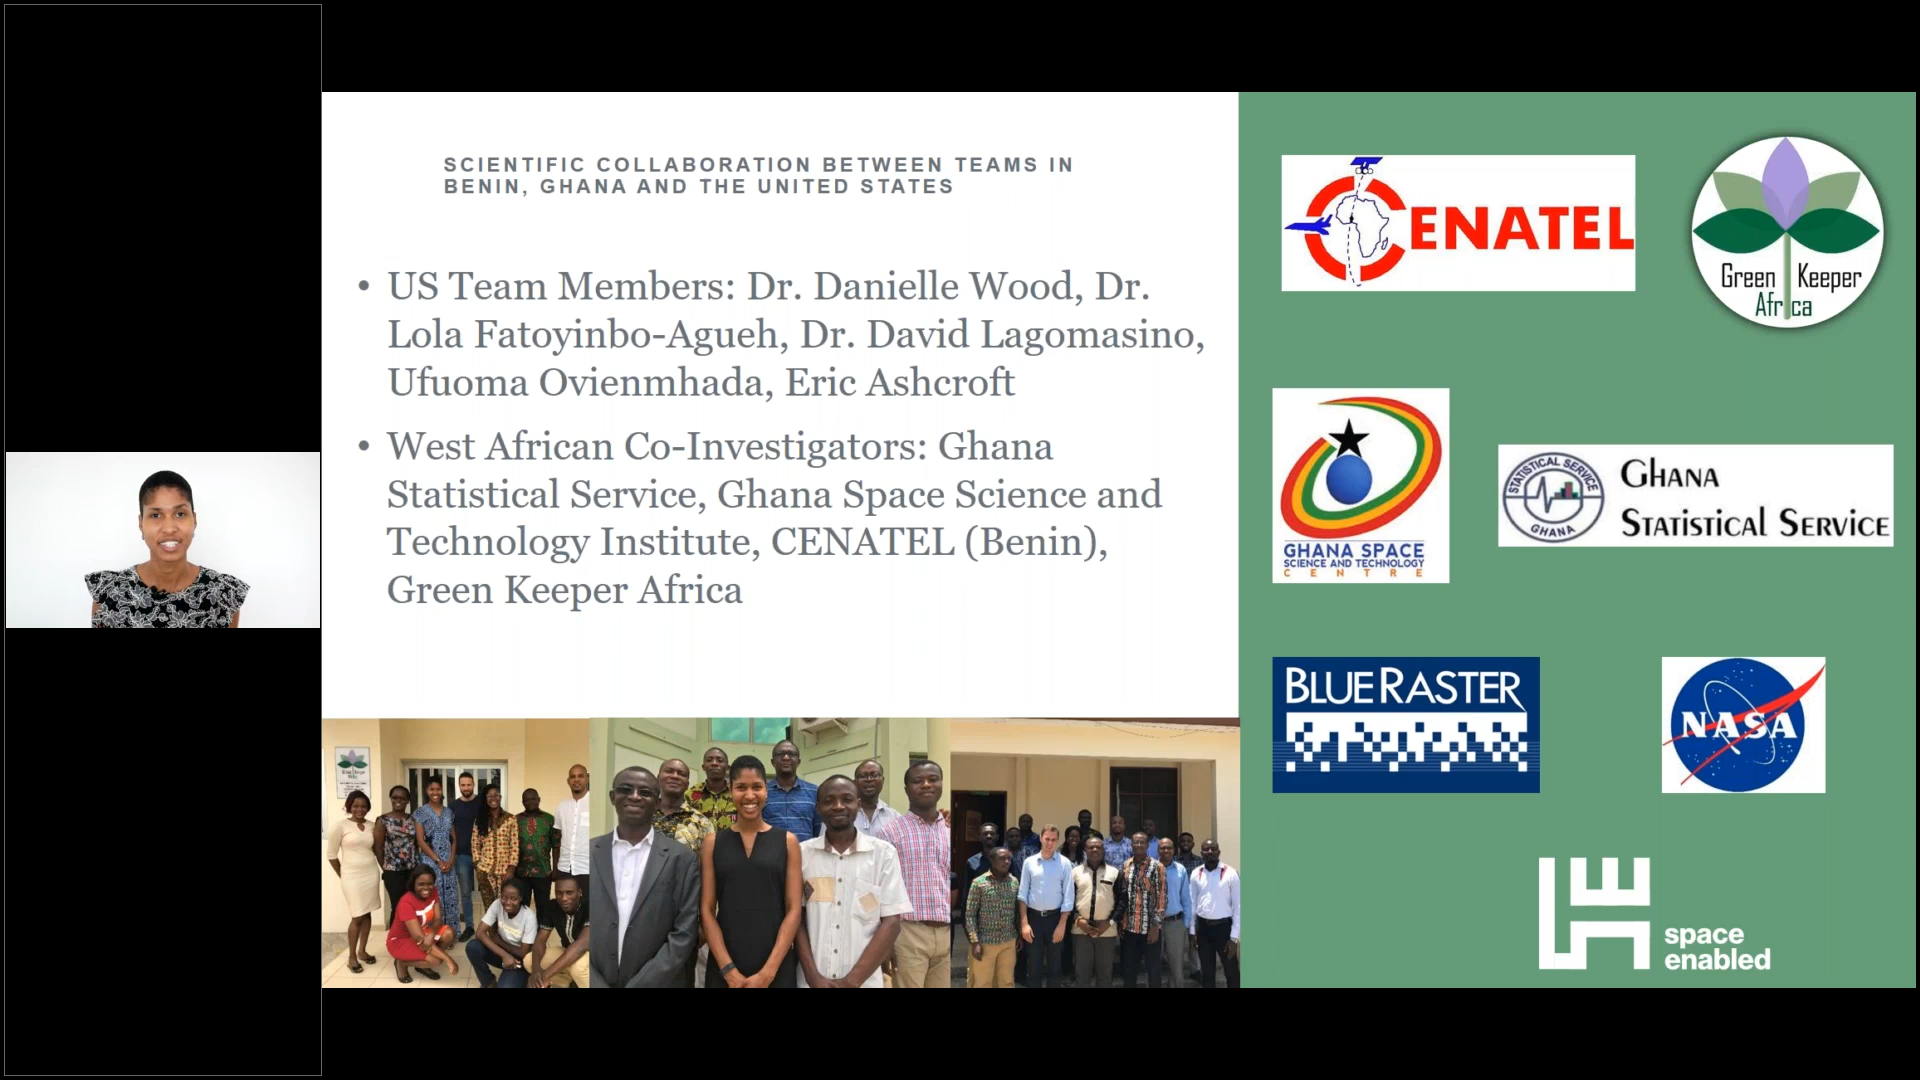 SCIENTIFIC COLLABORATION BETWEEN TEAMS IN
BENIN, GHANA AND THE UNITED STATES
• US Team Members: Dr. Danielle Wood, Dr.
Lola Fatoyinbo-Agueh, Dr. David Lagomasino,
Ufuoma Ovienmhada, Eric Ashcroft
• West African Co-Investigators: Ghana
Statistical Service, Ghana Space Science and
Technology Institute, CENATEL (Benin),
Green Keeper Africa
CENATEL
Green Keeper
Africa
GHANA SPACE
SCIENCE AND TECHNOLOGY
CENTRE
STATISTICAL SERVICE
GHANA
GHANA
STATISTICAL SERVICE
BLUE RASTER
NASA
space
enabled